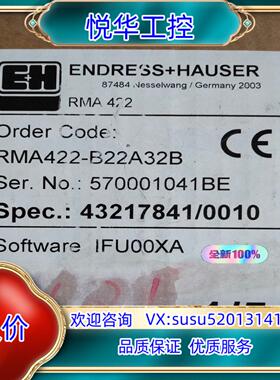 悦华工控
E+H
ENDRESS+HAUSER
87484 Nesselwang / Germany 2003
RMA 422
Order Code:
RMA422-B22A32B
Ser. No.: 570001041BE
Spec.: 43217841/0010
Software IFU00XA
全新100%
价
欢迎咨询 VX:susu52013141
品质保证 优质服务